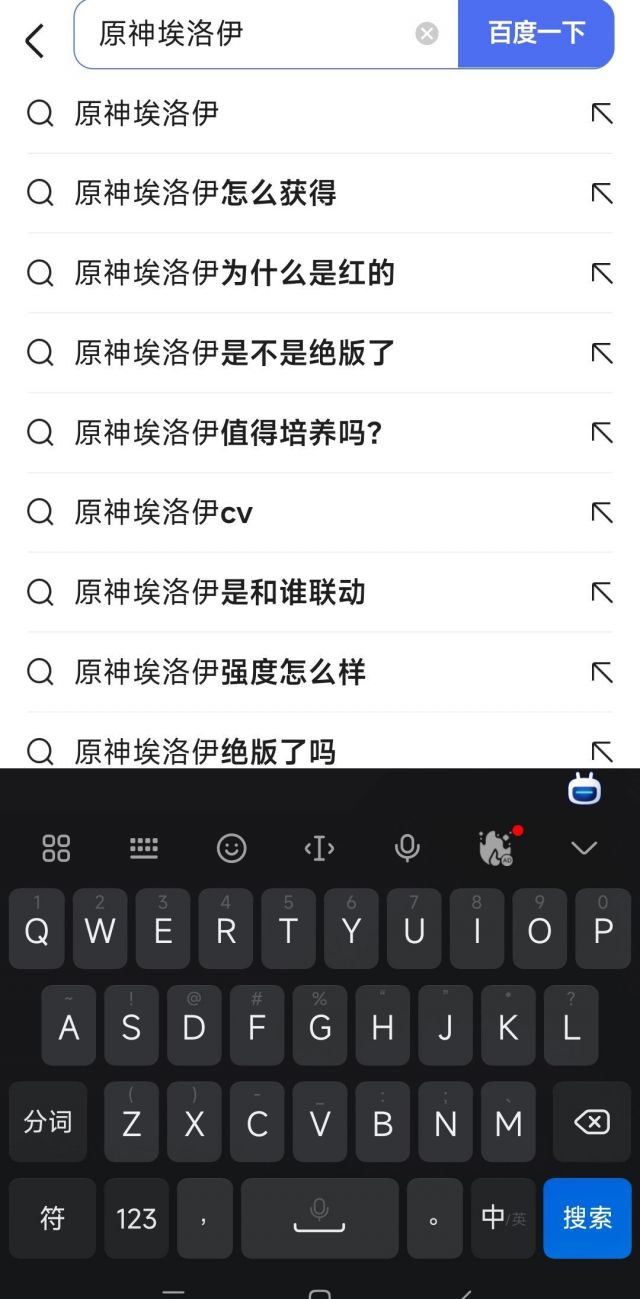 原神埃洛伊
百度一下
原神埃洛伊
原神埃洛伊怎么获得
原神埃洛伊为什么是红的
原神埃洛伊是不是绝版了
原神埃洛伊值得培养吗?
原神埃洛伊cv
原神埃洛伊是和谁联动
原神埃洛伊强度怎么样
原神埃洛伊绝版了吗
AD
1 2 3 4 5 6 7 8 9 0
Q W E R T Y U I O P
~ ! @ # % “ ” * ?
A S D F G H J K L
( ) - _ : ; 、
分词 Z X C V B N M
符 123 , 。 中/英 搜索